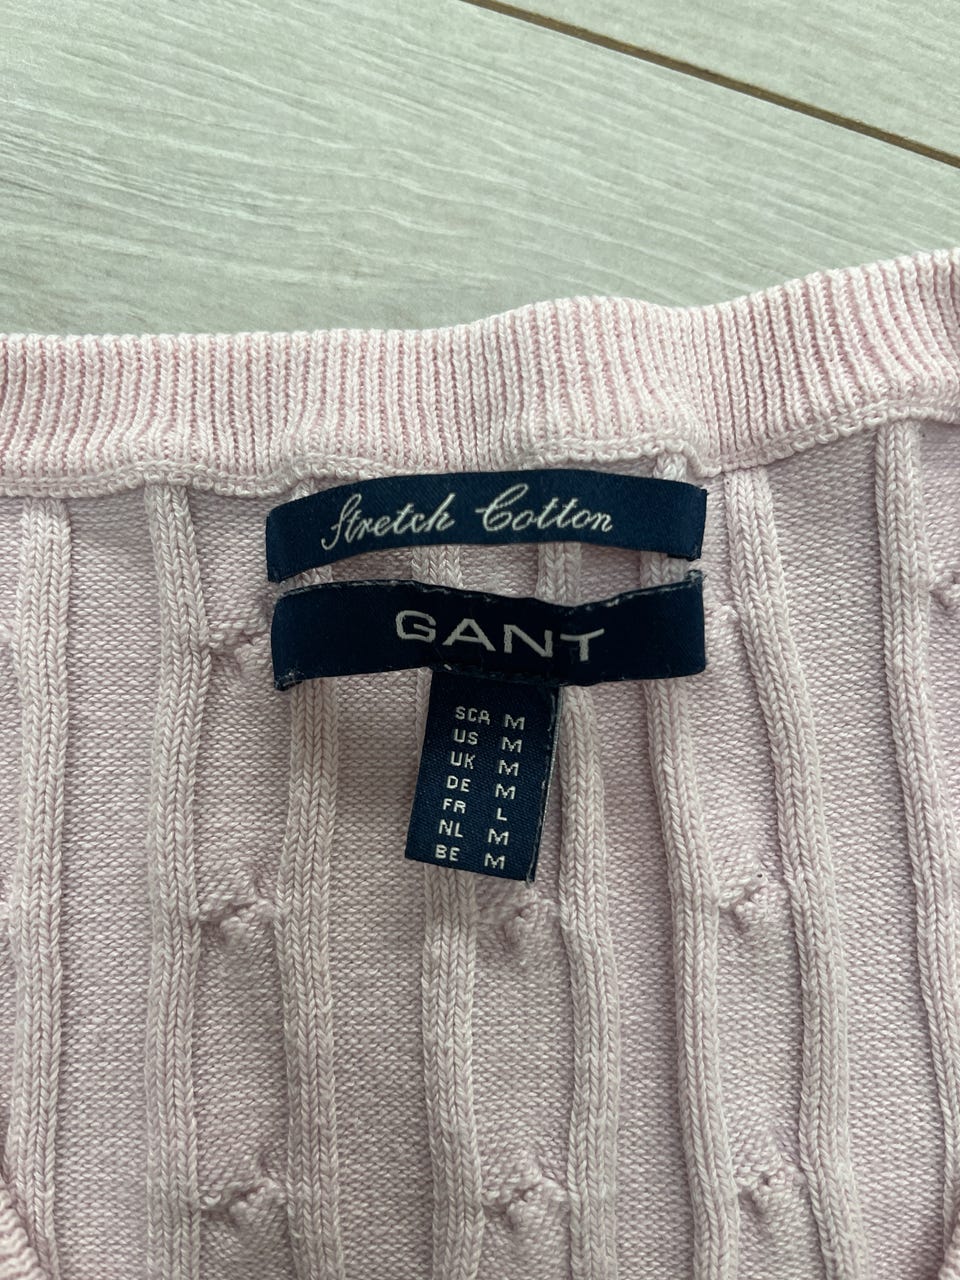 Stretch Cotton
GANT
SCA M
US M
UK M
DE M
FR L
NL M
BE M